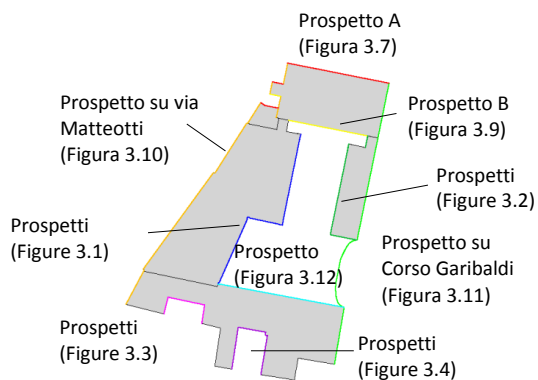 Prospetto A
(Figura 3.7)
Prospetto su via
Matteotti
(Figura 3.10)
Prospetto B
(Figura 3.9)
Prospetti
(Figure 3.2)
Prospetti
(Figure 3.1)
Prospetto
(Figura 3.12)
Prospetto su
Corso Garibaldi
(Figura 3.11)
Prospetti
(Figure 3.3)
Prospetti
(Figure 3.4)